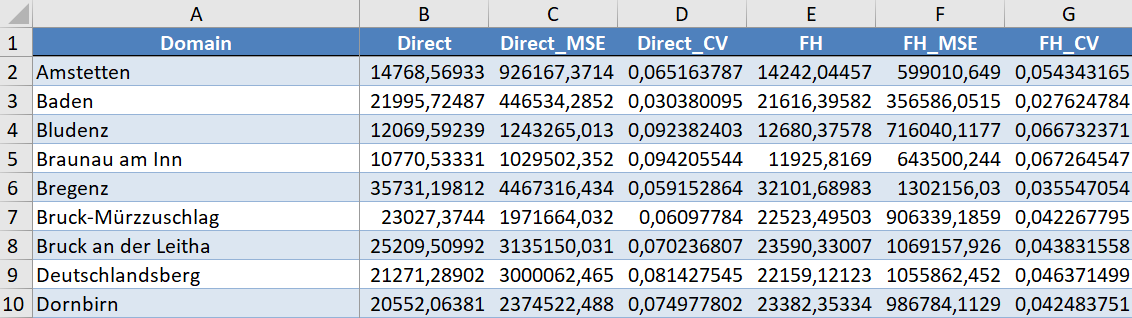 A B C D E F G
1 Domain Direct Direct_MSE Direct_CV FH FH_MSE FH_CV
2 Amstetten 14768,56933 926167,3714 0,065163787 14242,04457 599010,649 0,054343165
3 Baden 21995,72487 446534,2852 0,030380095 21616,39582 356586,0515 0,027624784
4 Bludenz 12069,59239 1243265,013 0,092382403 12680,37578 716040,1177 0,066732371
5 Braunau am Inn 10770,53331 1029502,352 0,094205544 11925,8169 643500,244 0,067264547
6 Bregenz 35731,19812 4467316,434 0,059152864 32101,68983 1302156,03 0,035547054
7 Bruck-Mürzzuschlag 23027,3744 1971664,032 0,06097784 22523,49503 906339,1859 0,042267795
8 Bruck an der Leitha 25209,50992 3135150,031 0,070236807 23590,33007 1069157,926 0,043831558
9 Deutschlandsberg 21271,28902 3000062,465 0,081427545 22159,12123 1055862,452 0,046371499
10 Dornbirn 20552,06381 2374522,488 0,074977802 23382,35334 986784,1129 0,042483751